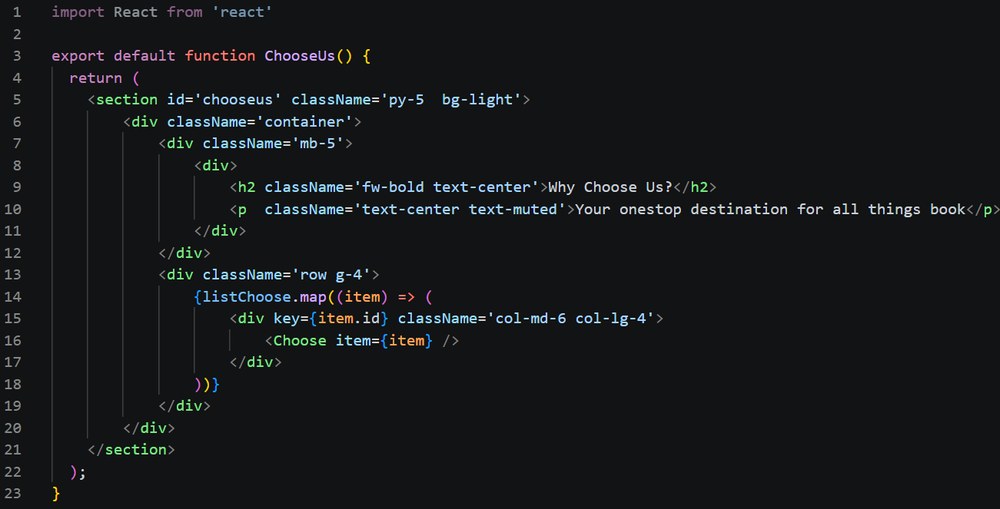 1 import React from 'react'
2
3 export default function ChooseUs() {
4   return (
5     <section id='chooseus' className='py-5  bg-light'>
6         <div className='container'>
7             <div className='mb-5'>
8                 <div>
9                     <h2 className='fw-bold text-center'>Why Choose Us?</h2>
10                     <p  className='text-center text-muted'>Your onestop destination for all things book</p>
11                 </div>
12             </div>
13             <div className='row g-4'>
14                 {listChoose.map((item) => (
15                     <div key={item.id} className='col-md-6 col-lg-4'>
16                         <Choose item={item} />
17                     </div>
18                 ))}
19             </div>
20         </div>
21     </section>
22   );
23 }